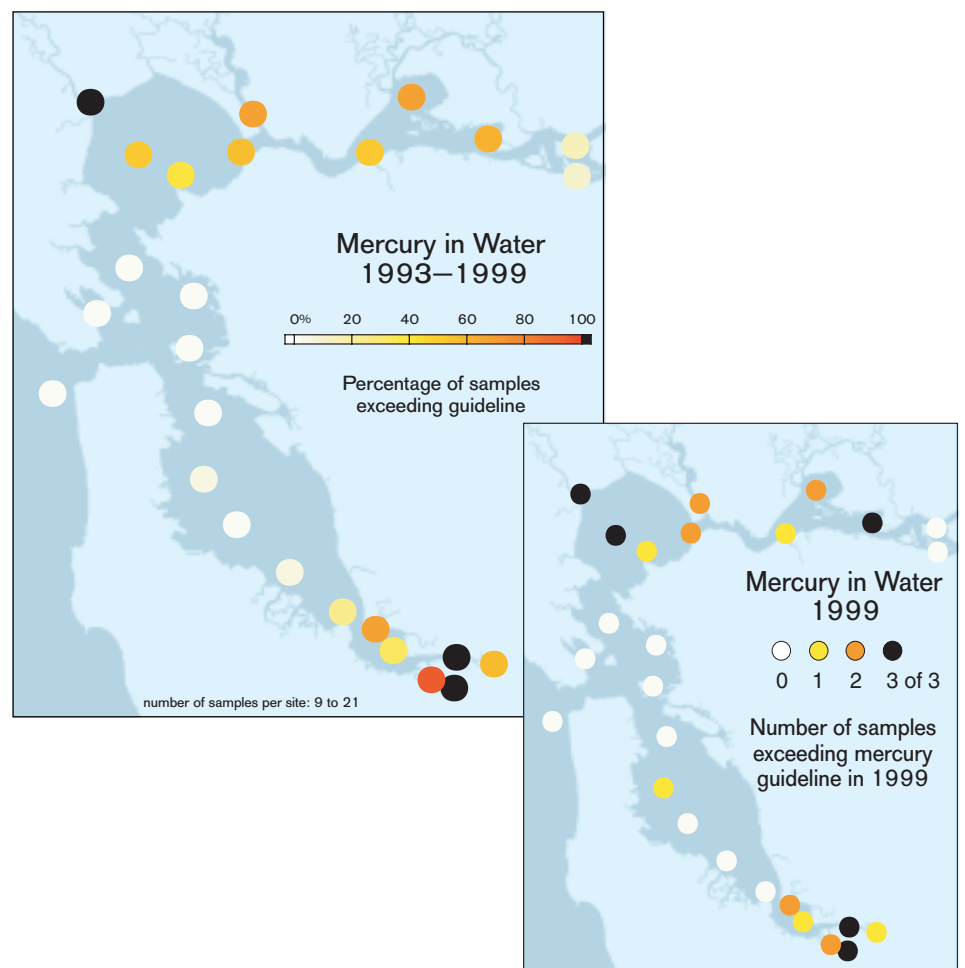 Mercury in Water
1993–1999
0% 20 40 60 80 100
Percentage of samples
exceeding guideline
number of samples per site: 9 to 21
Mercury in Water
1999
0 1 2 3 of 3
Number of samples
exceeding mercury
guideline in 1999